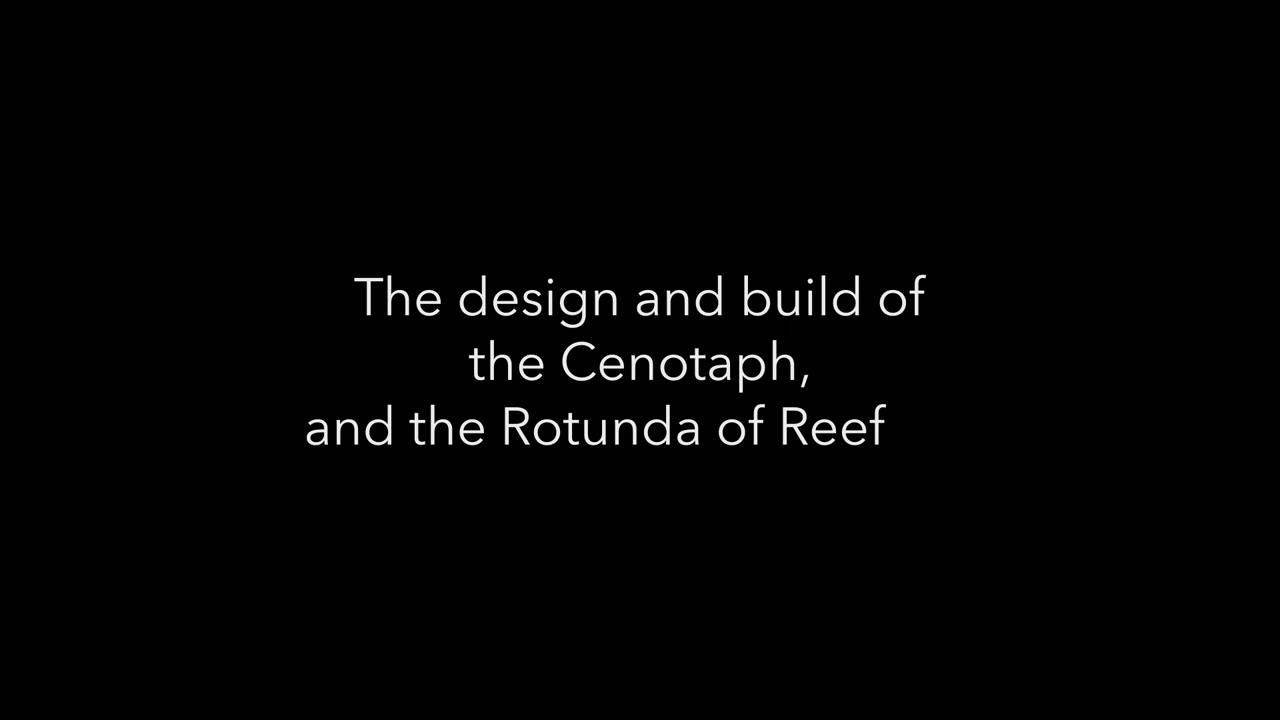 The design and build of
the Cenotaph,
and the Rotunda of Reef